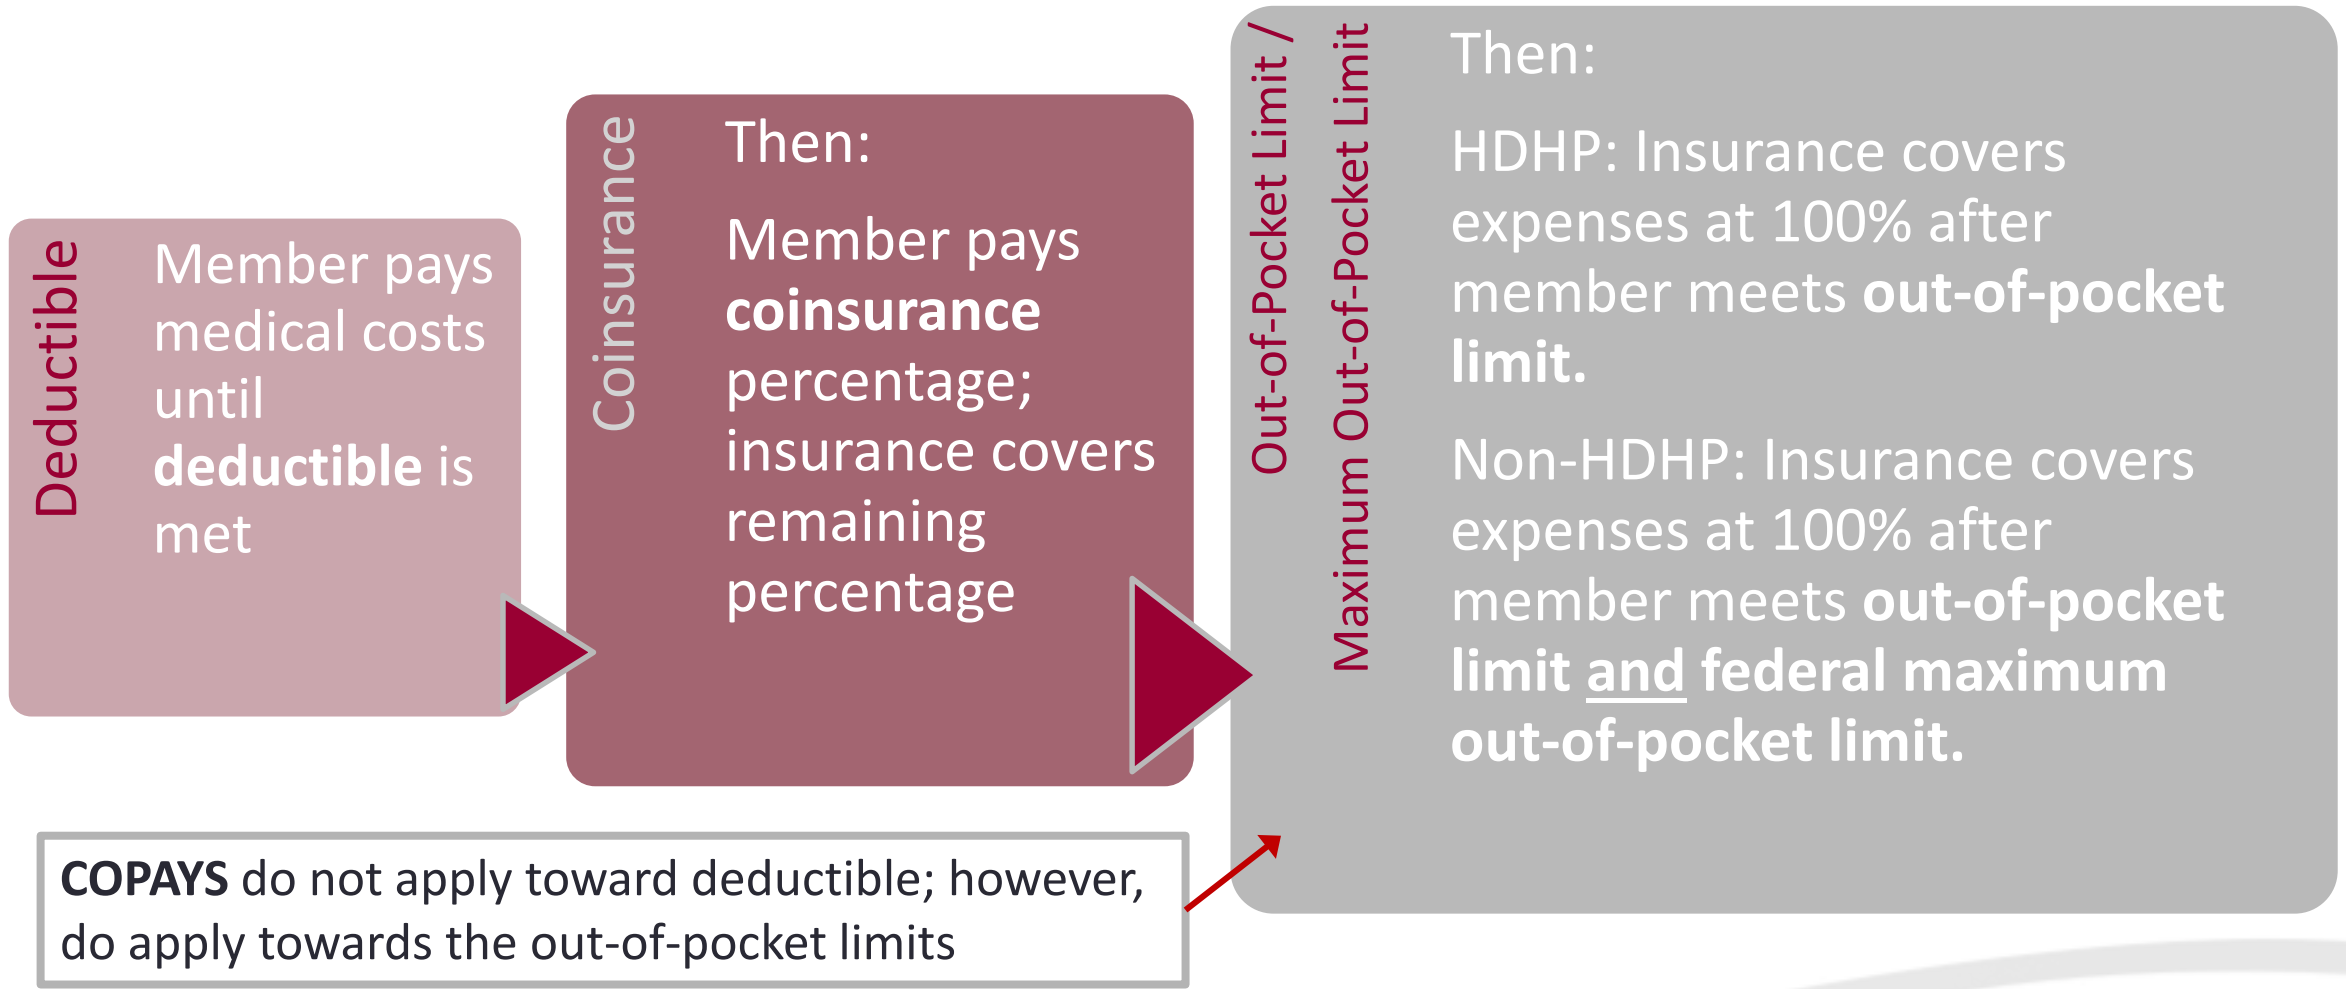 Deductible
Member pays
medical costs
until
deductible is
met
Coinsurance
Then:
Member pays
coinsurance
percentage;
insurance covers
remaining
percentage
Out-of-Pocket Limit /
Maximum Out-of-Pocket Limit
Then:
HDHP: Insurance covers
expenses at 100% after
member meets out-of-pocket
limit.
Non-HDHP: Insurance covers
expenses at 100% after
member meets out-of-pocket
limit and federal maximum
out-of-pocket limit.
COPAYS do not apply toward deductible; however,
do apply towards the out-of-pocket limits